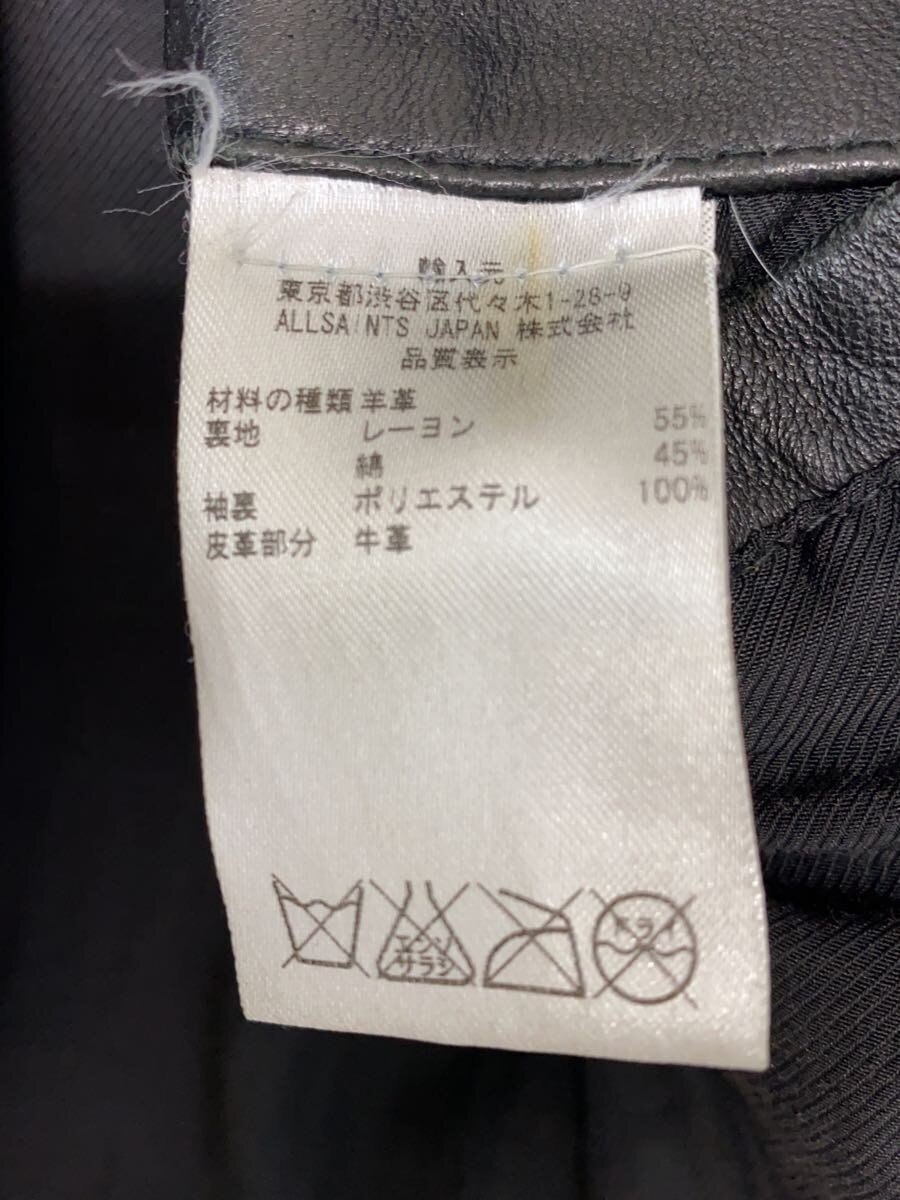 輸入元
東京都渋谷区代々木1-28-9
ALLSAINTS JAPAN 株式会社
品質表示
材料の種類 羊革
裏地 レーヨン 55%
綿 45%
袖裏 ポリエステル 100%
皮革部分 牛革
エンソ
サラシ
ドライ